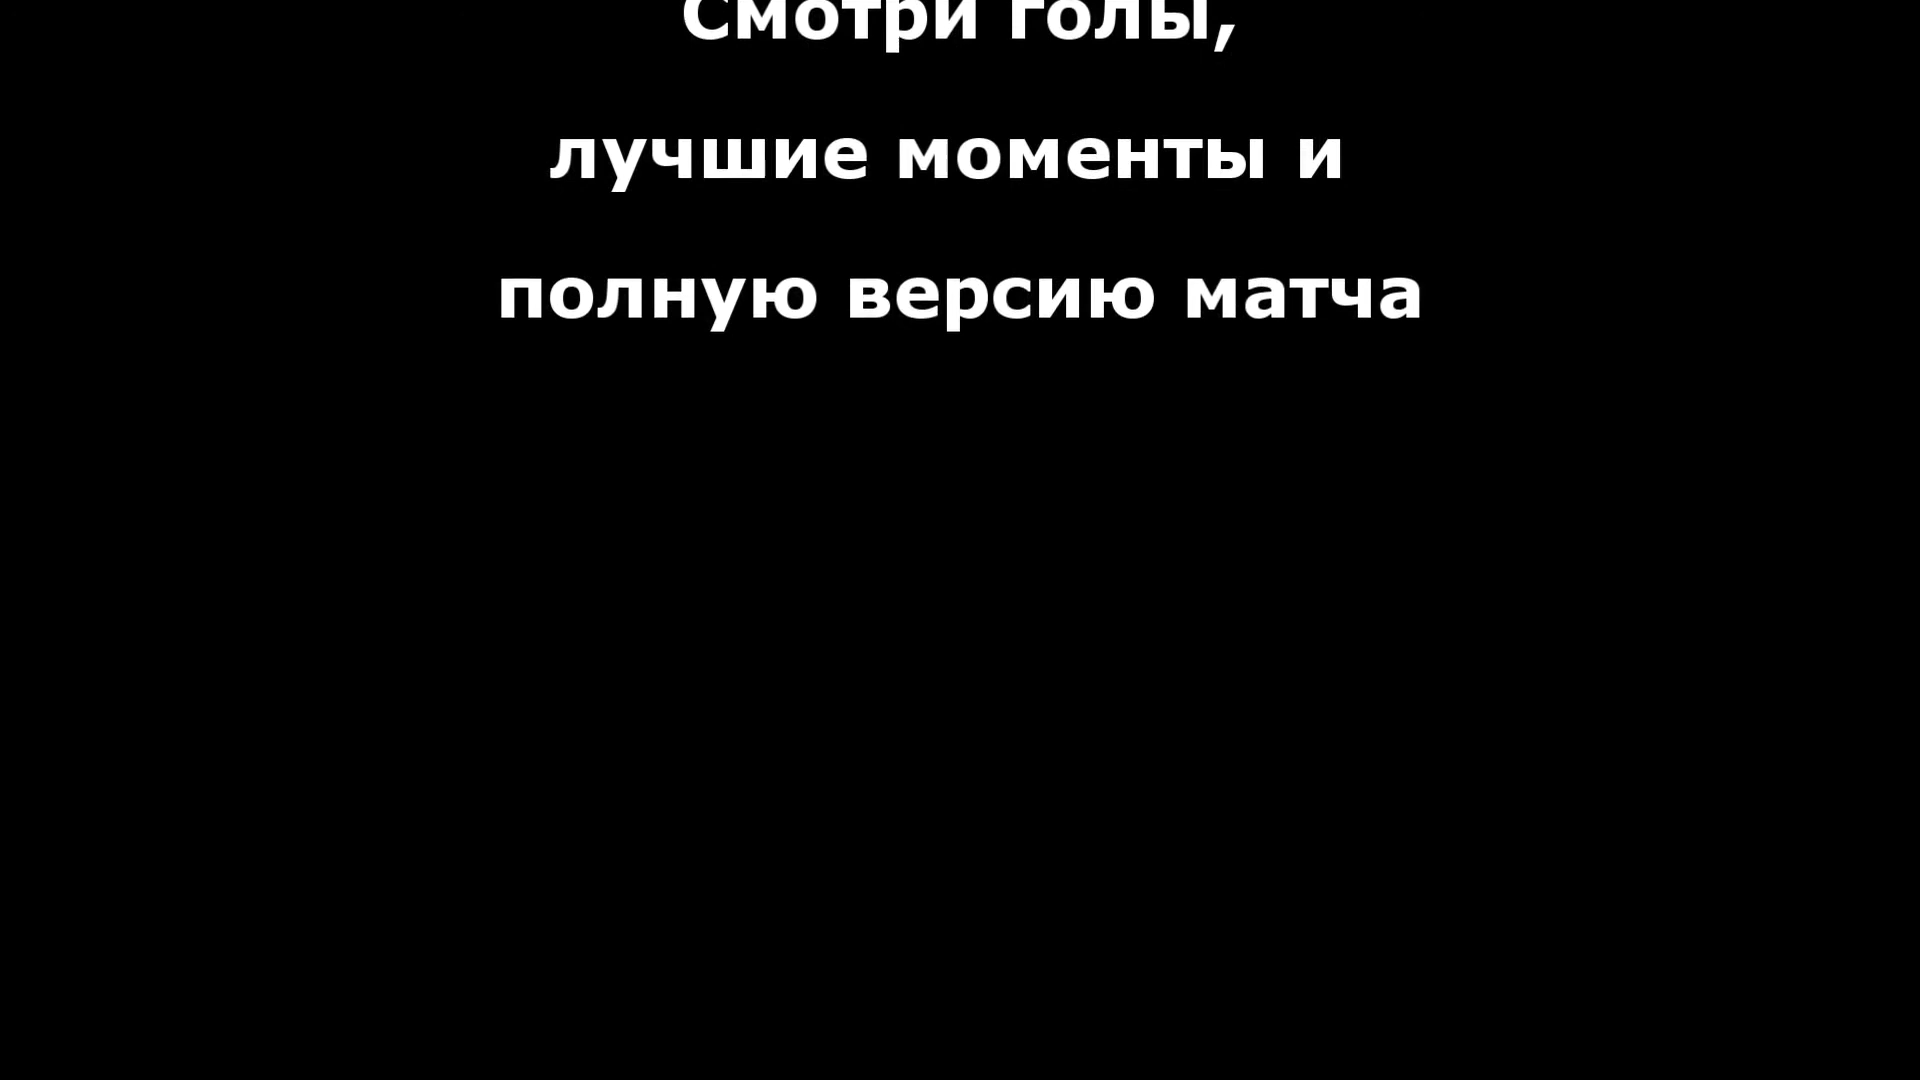 Смотри голы,
лучшие моменты и
полную версию матча